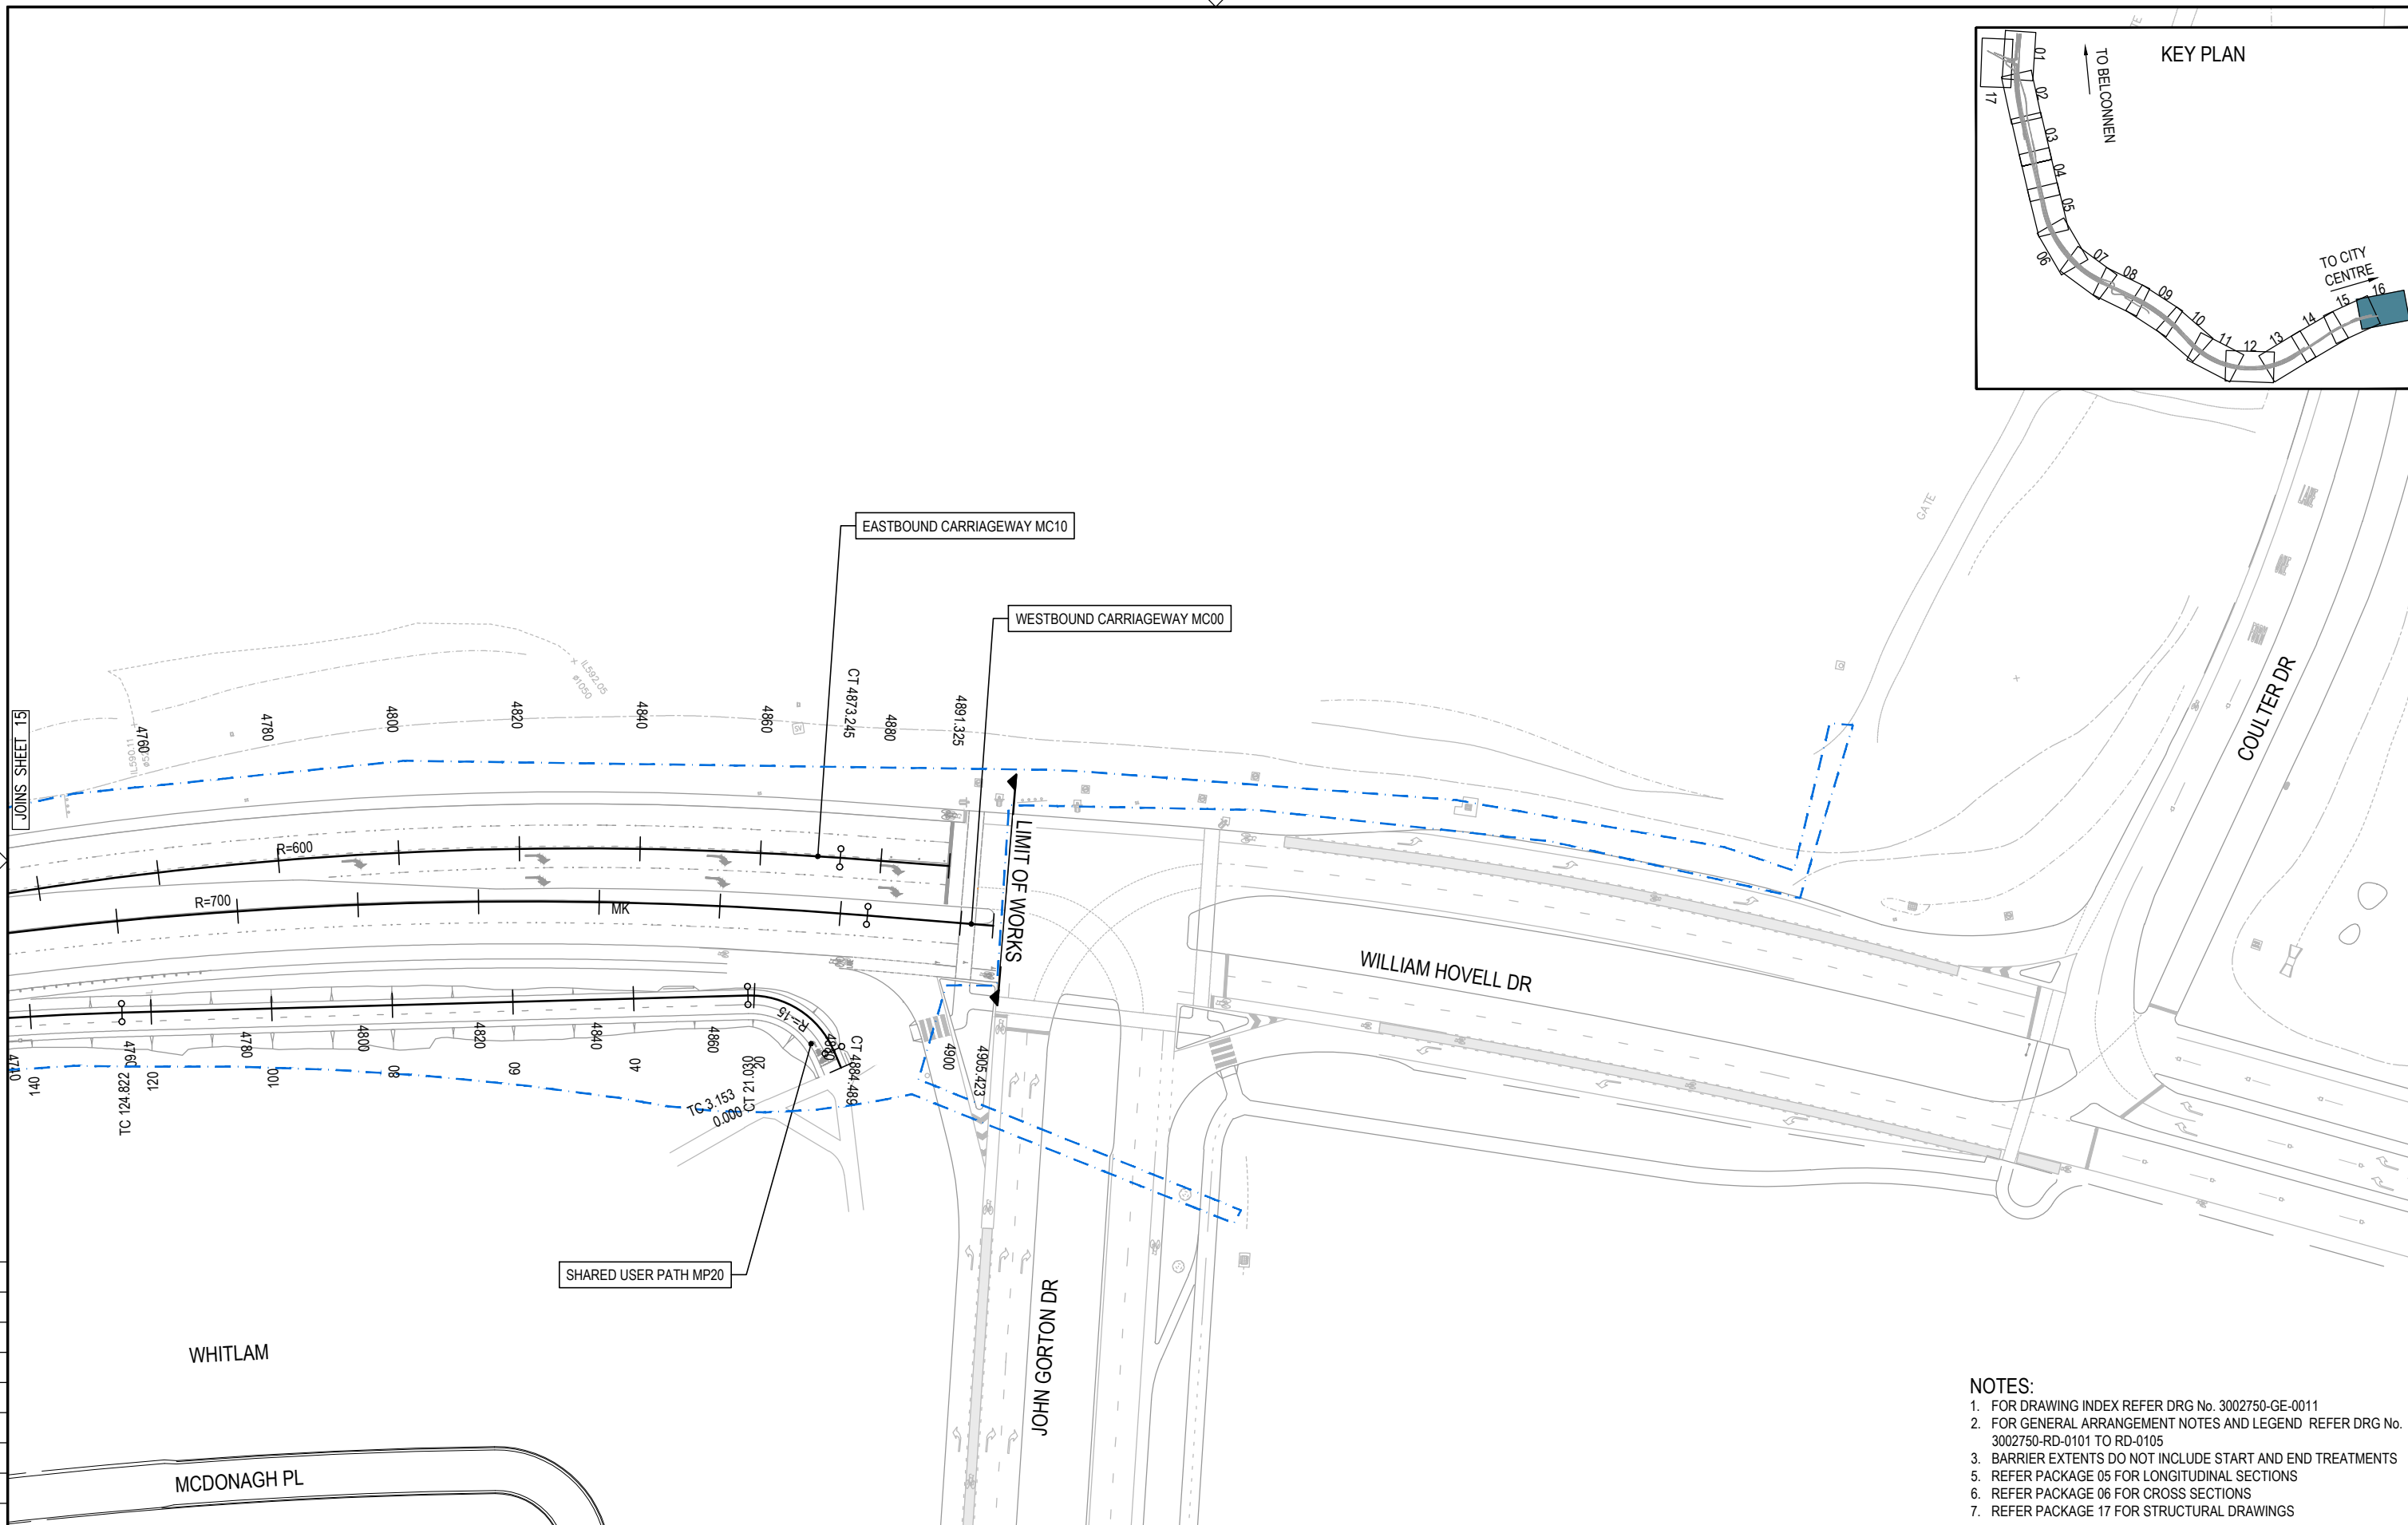 KEY PLAN
TO BELCONNEN
01
02
03
04
05
06
07
08
09
10
11
12
13
14
15
16
17
TO CITY
CENTRE
GATE
COULTER DR
EASTBOUND CARRIAGEWAY MC10
WESTBOUND CARRIAGEWAY MC00
JOINS SHEET 15
IL592.05
ø1050
4760
4780
4800
4820
4840
4860
CT 4873.245
4880
4891.325
SV
R=600
R=700
MK
LIMIT OF WORKS
WILLIAM HOVELL DR
R=-15
4740
4760
4780
4800
4820
4840
4860
4880
CT 4884.489
4900
4905.423
140
TC 124.822
120
100
80
60
40
CT 21.030
20
TC 3.153
0.000
SHARED USER PATH MP20
JOHN GORTON DR
WHITLAM
MCDONAGH PL
NOTES:
1. FOR DRAWING INDEX REFER DRG No. 3002750-GE-0011
2. FOR GENERAL ARRANGEMENT NOTES AND LEGEND REFER DRG No.
3002750-RD-0101 TO RD-0105
3. BARRIER EXTENTS DO NOT INCLUDE START AND END TREATMENTS
5. REFER PACKAGE 05 FOR LONGITUDINAL SECTIONS
6. REFER PACKAGE 06 FOR CROSS SECTIONS
7. REFER PACKAGE 17 FOR STRUCTURAL DRAWINGS